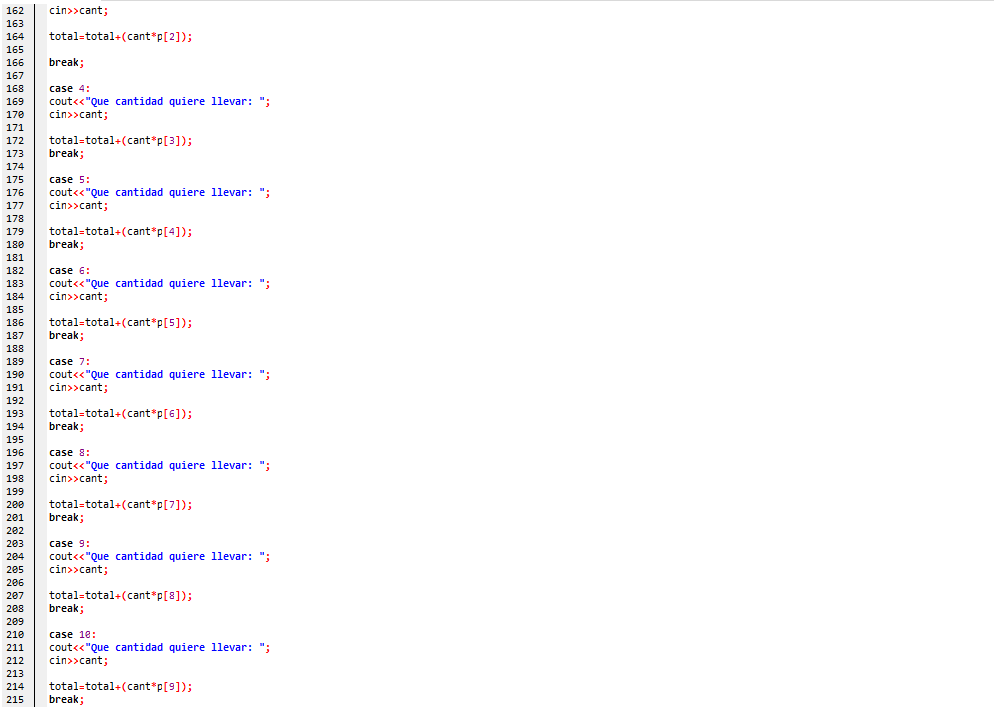 162 cin>>cant;
163
164 total=total+(cant*p[2]);
165
166 break;
167
168 case 4:
169 cout<<"Que cantidad quiere llevar: ";
170 cin>>cant;
171
172 total=total+(cant*p[3]);
173 break;
174
175 case 5:
176 cout<<"Que cantidad quiere llevar: ";
177 cin>>cant;
178
179 total=total+(cant*p[4]);
180 break;
181
182 case 6:
183 cout<<"Que cantidad quiere llevar: ";
184 cin>>cant;
185
186 total=total+(cant*p[5]);
187 break;
188
189 case 7:
190 cout<<"Que cantidad quiere llevar: ";
191 cin>>cant;
192
193 total=total+(cant*p[6]);
194 break;
195
196 case 8:
197 cout<<"Que cantidad quiere llevar: ";
198 cin>>cant;
199
200 total=total+(cant*p[7]);
201 break;
202
203 case 9:
204 cout<<"Que cantidad quiere llevar: ";
205 cin>>cant;
206
207 total=total+(cant*p[8]);
208 break;
209
210 case 10:
211 cout<<"Que cantidad quiere llevar: ";
212 cin>>cant;
213
214 total=total+(cant*p[9]);
215 break;